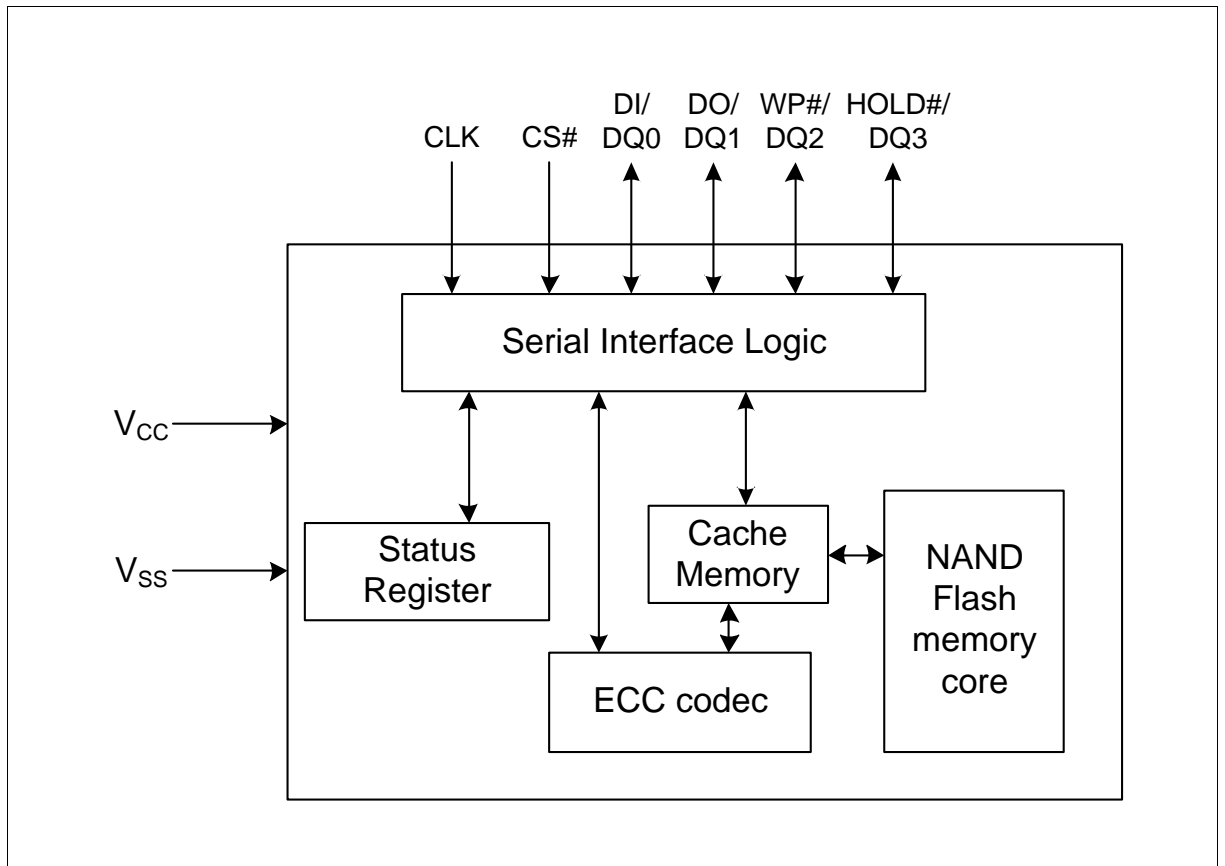 CLK
CS#
DI/
DQ0
DO/
DQ1
WP#/
DQ2
HOLD#/
DQ3
Serial Interface Logic
VCC
VSS
Status
Register
Cache
Memory
ECC codec
NAND
Flash
memory
core